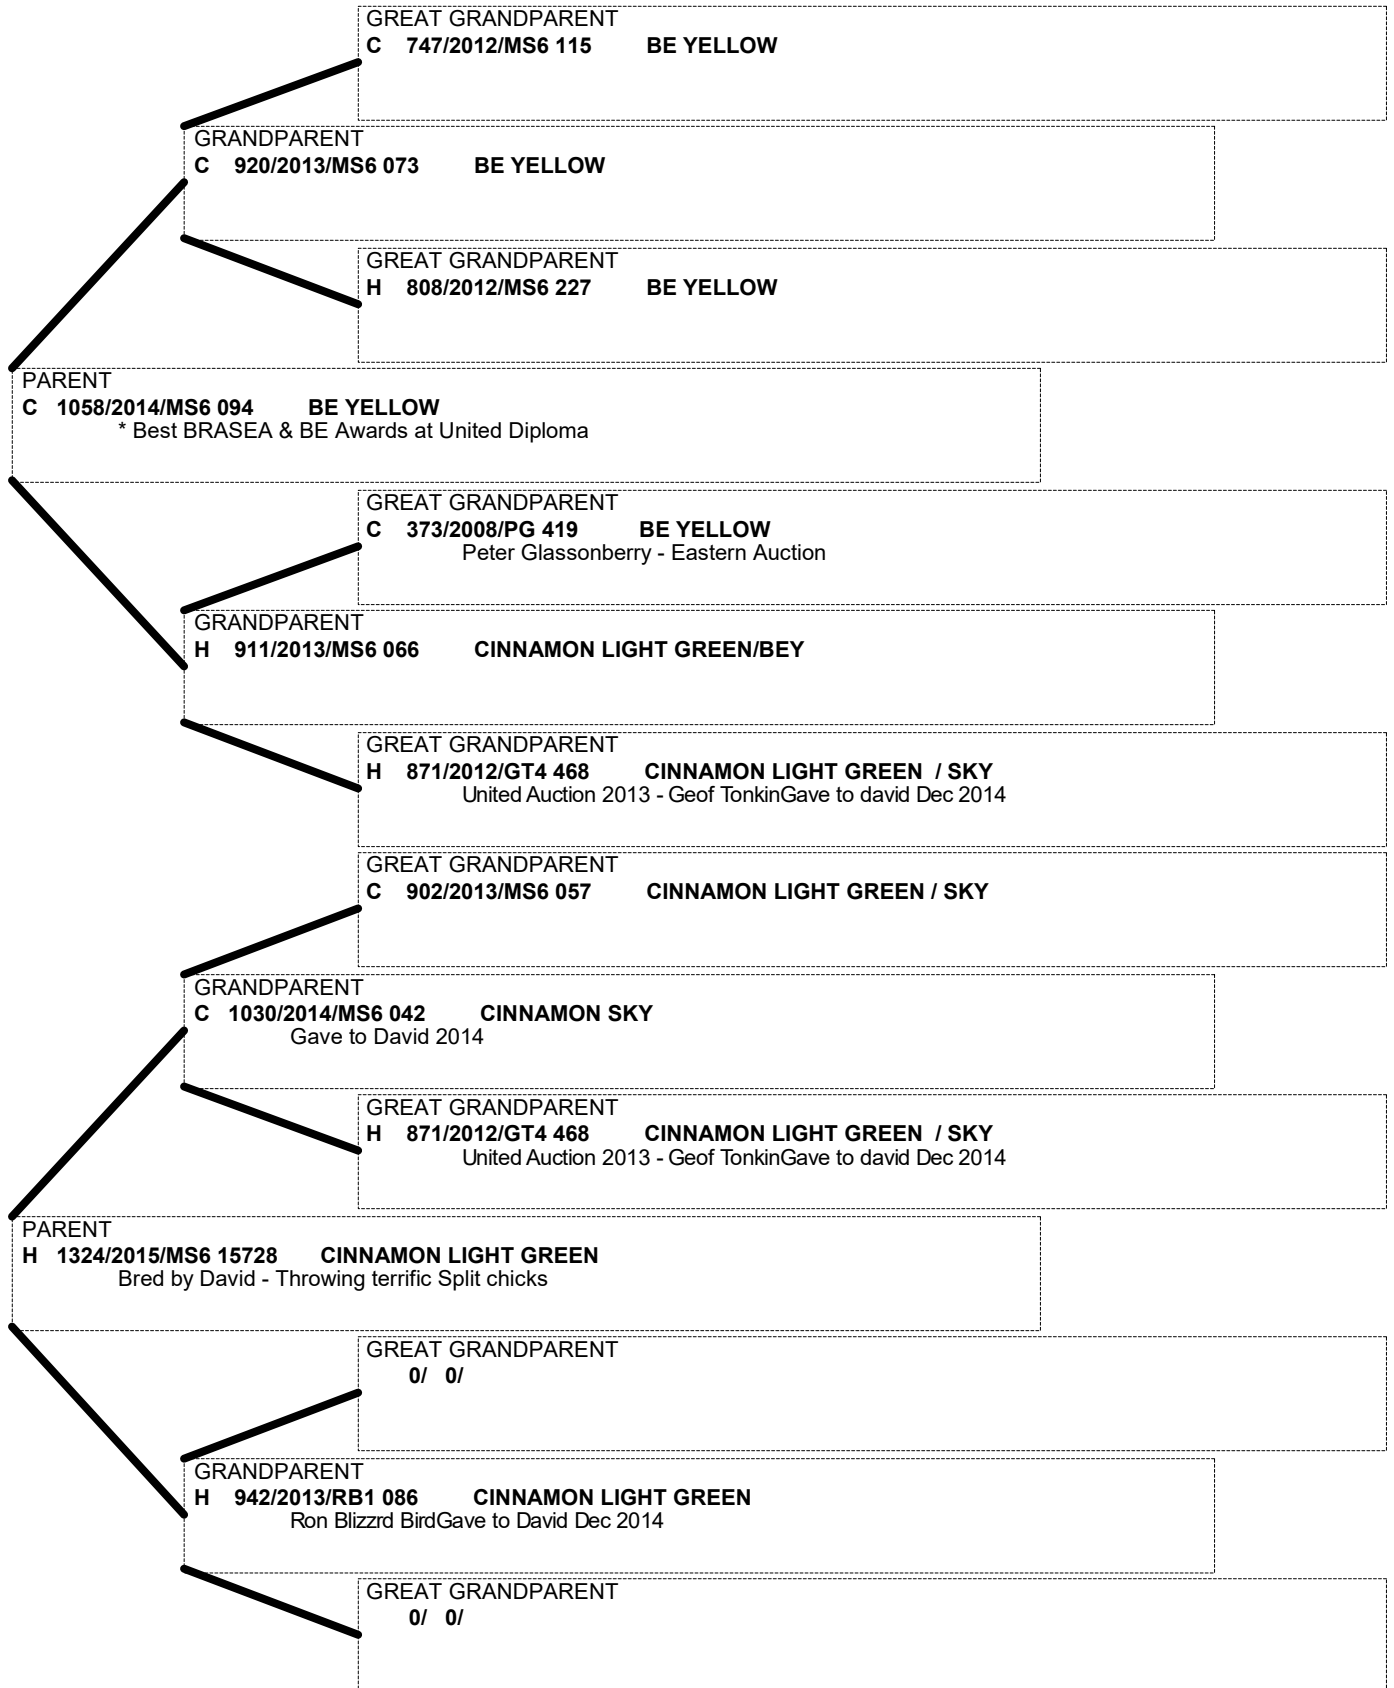 GREAT GRANDPARENT
C 747/2012/MS6 115 BE YELLOW
GRANDPARENT
C 920/2013/MS6 073 BE YELLOW
GREAT GRANDPARENT
H 808/2012/MS6 227 BE YELLOW
PARENT
C 1058/2014/MS6 094 BE YELLOW
* Best BRASEA & BE Awards at United Diploma
GREAT GRANDPARENT
C 373/2008/PG 419 BE YELLOW
Peter Glassonberry - Eastern Auction
GRANDPARENT
H 911/2013/MS6 066 CINNAMON LIGHT GREEN/BEY
GREAT GRANDPARENT
H 871/2012/GT4 468 CINNAMON LIGHT GREEN / SKY
United Auction 2013 - Geof TonkinGave to david Dec 2014
GREAT GRANDPARENT
C 902/2013/MS6 057 CINNAMON LIGHT GREEN / SKY
GRANDPARENT
C 1030/2014/MS6 042 CINNAMON SKY
Gave to David 2014
GREAT GRANDPARENT
H 871/2012/GT4 468 CINNAMON LIGHT GREEN / SKY
United Auction 2013 - Geof TonkinGave to david Dec 2014
PARENT
H 1324/2015/MS6 15728 CINNAMON LIGHT GREEN
Bred by David - Throwing terrific Split chicks
GREAT GRANDPARENT
0/ 0/
GRANDPARENT
H 942/2013/RB1 086 CINNAMON LIGHT GREEN
Ron Blizzrd BirdGave to David Dec 2014
GREAT GRANDPARENT
0/ 0/